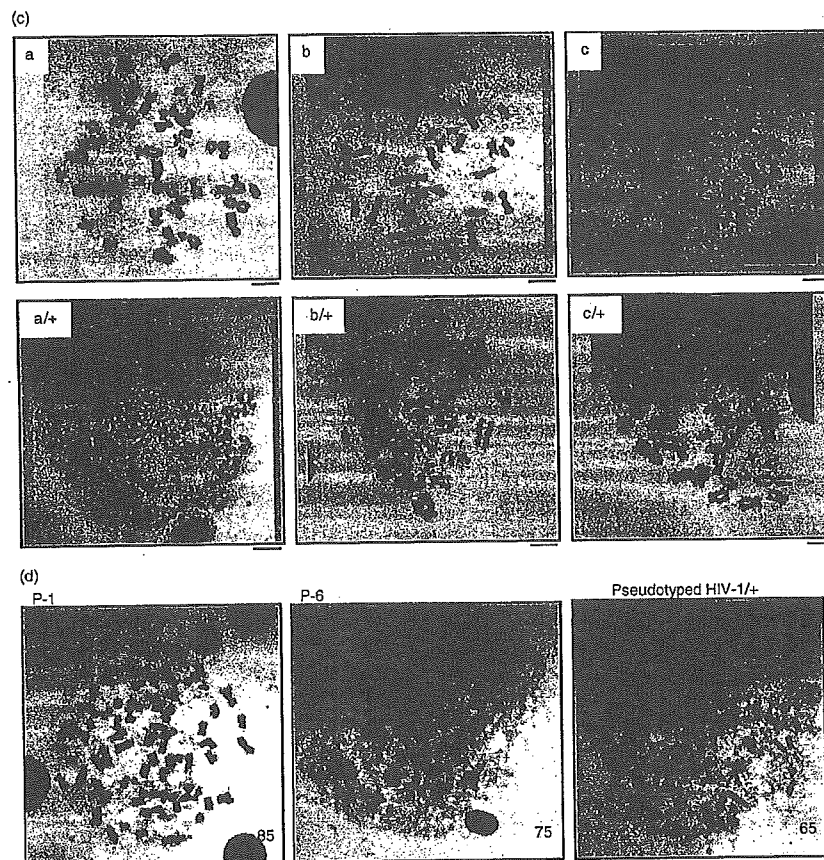 (c)
a
b
c
a/+
b/+
c/+
(d)
P-1
P-6
Pseudotyped HIV-1/+
85
75
65